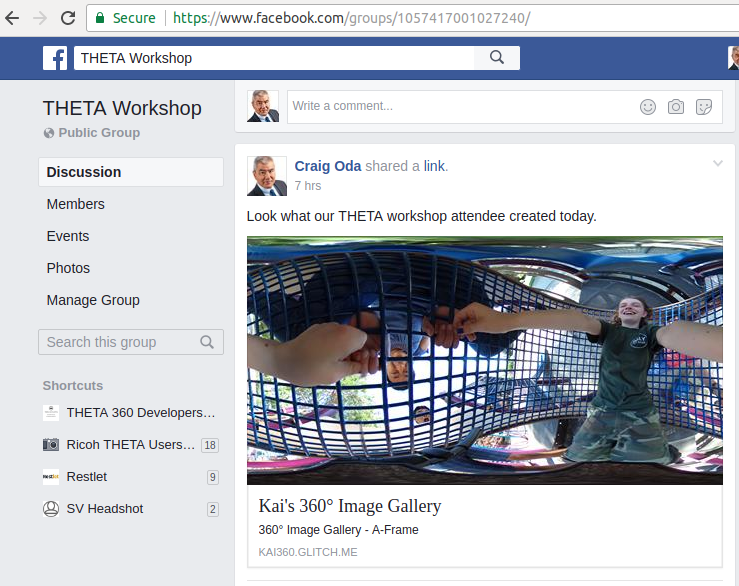 Secure https://www.facebook.com/groups/1057417001027240/
f THETA Workshop
THETA Workshop
Public Group
Discussion
Members
Events
Photos
Manage Group
Search this group
Shortcuts
THETA 360 Developers...
Ricoh THETA Users... 18
Restlet 9
SV Headshot 2
Write a comment...
Craig Oda shared a link.
7 hrs
Look what our THETA workshop attendee created today.
Kai's 360° Image Gallery
360° Image Gallery - A-Frame
KAI360.GLITCH.ME